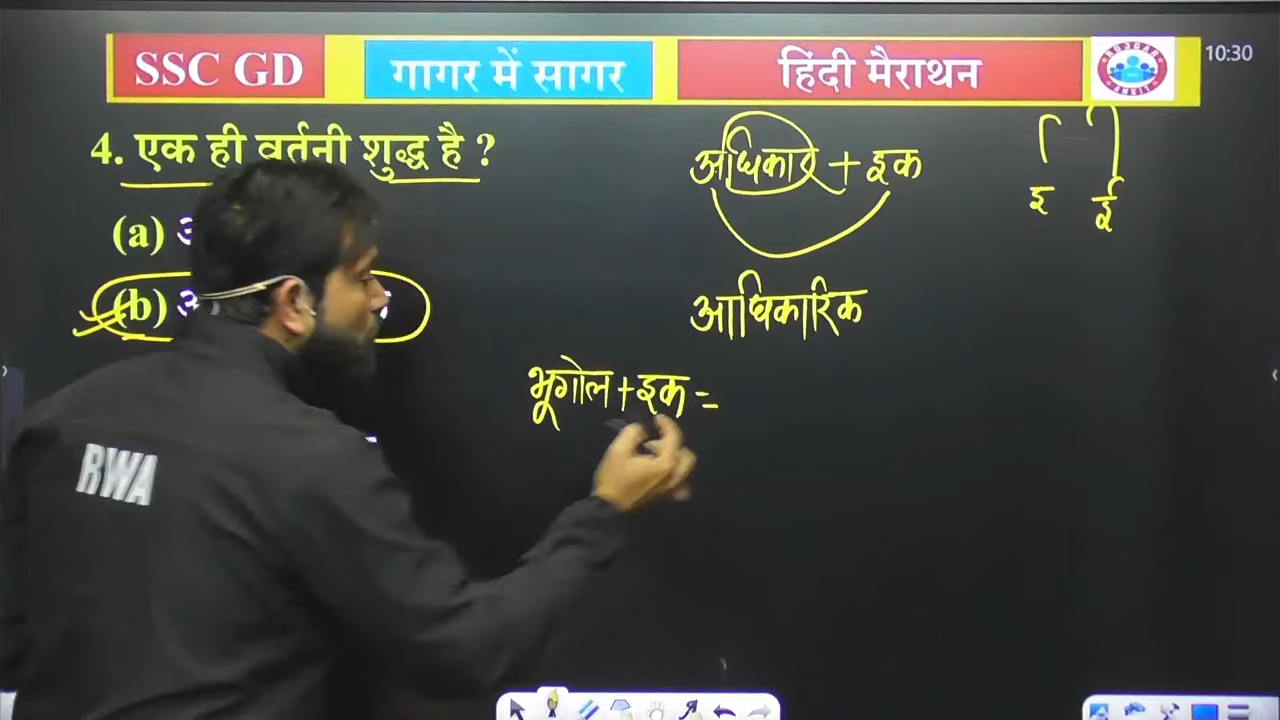 SSC GD गागर में सागर हिंदी मैराथन
10:30
4. एक ही वर्तनी शुद्ध है ?
अधिकार + इक
इ ई
(a)
(b)
आधिकारिक
भूगोल + इक =
RWA